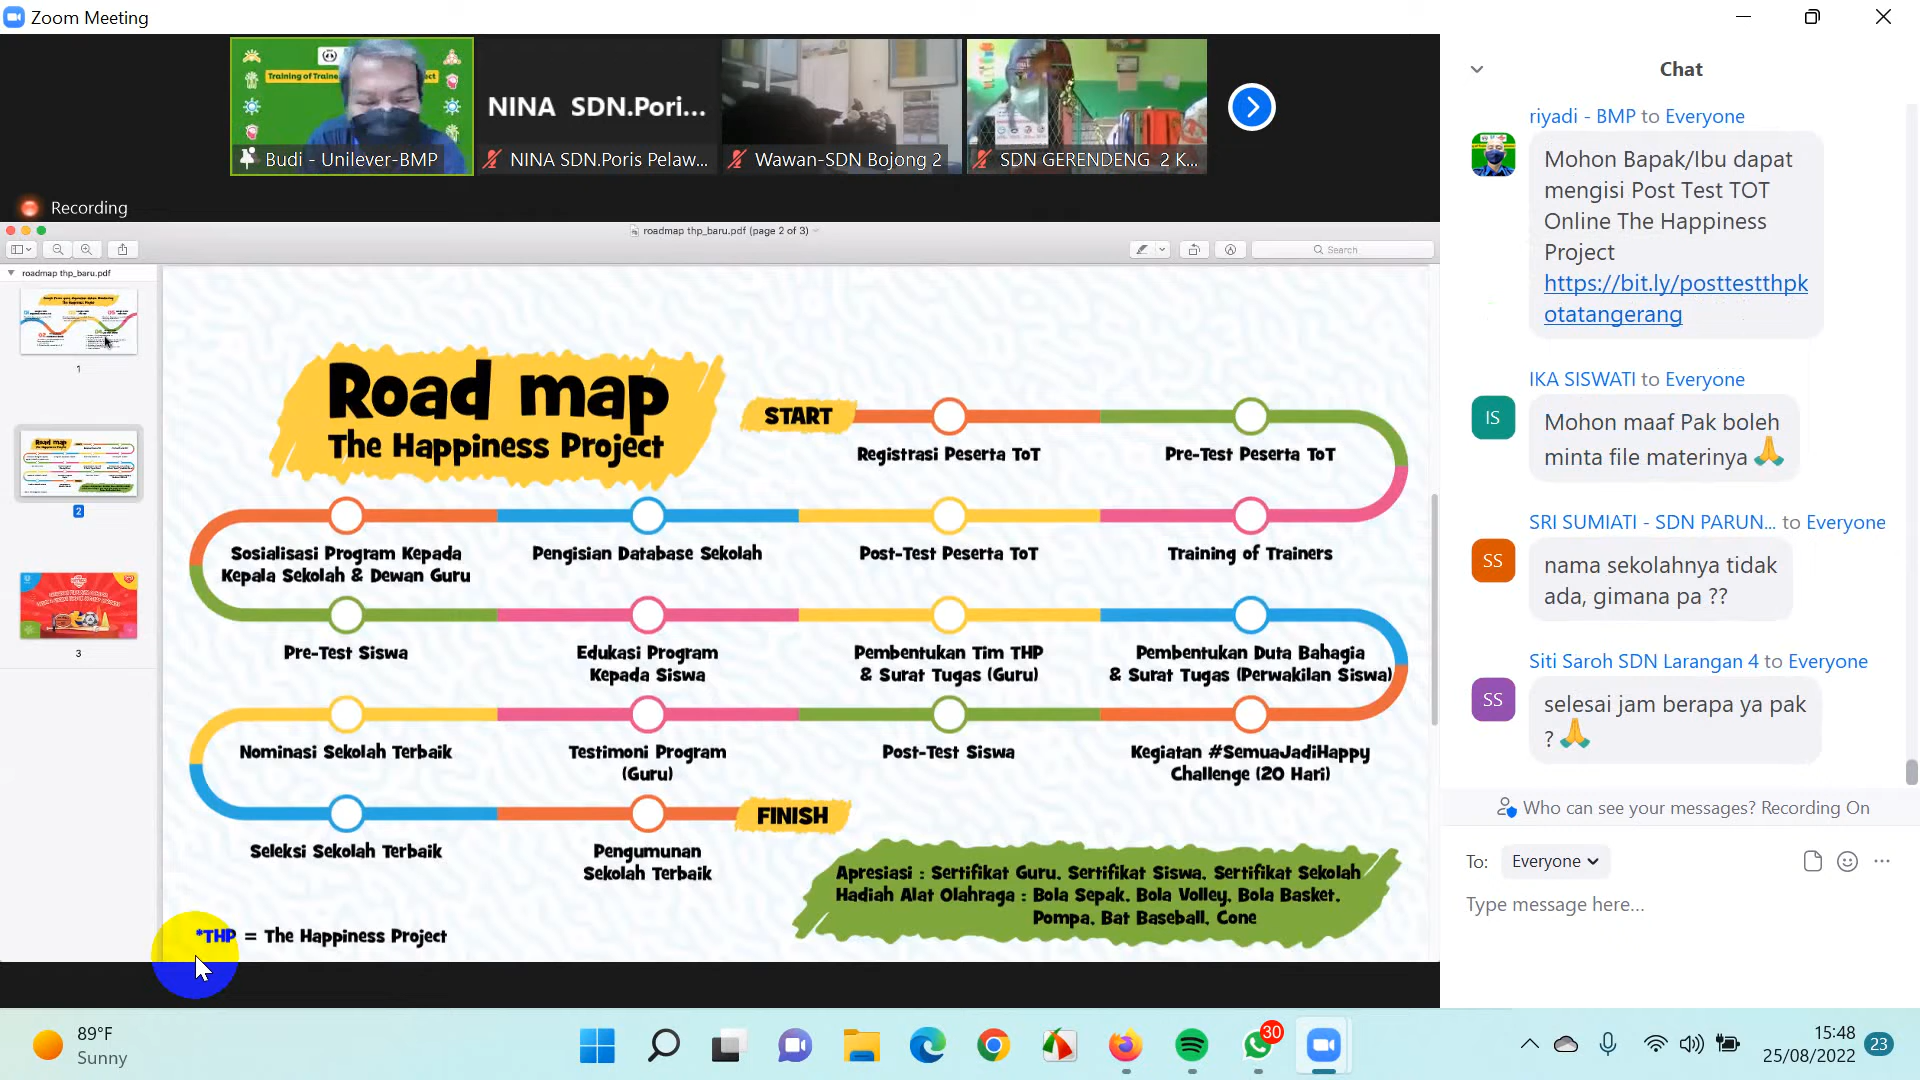 Zoom Meeting
Training of Traine
ect
Budi - Unilever-BMP
NINA SDN.Pori...
NINA SDN.Poris Pelaw...
Wawan-SDN Bojong 2
SDN GERENDENG 2 K...
Recording
roadmap thp_baru.pdf (page 2 of 3)
Search
roadmap thp_baru.pdf
1
2
3
Road map
The Happiness Project
START
Registrasi Peserta ToT
Pre-Test Peserta ToT
Sosialisasi Program Kepada
Kepala Sekolah & Dewan Guru
Pengisian Database Sekolah
Post-Test Peserta ToT
Training of Trainers
Pre-Test Siswa
Edukasi Program
Kepada Siswa
Pembentukan Tim THP
& Surat Tugas (Guru)
Pembentukan Duta Bahagia
& Surat Tugas (Perwakilan Siswa)
Nominasi Sekolah Terbaik
Testimoni Program
(Guru)
Post-Test Siswa
Kegiatan #SemuaJadiHappy
Challenge (20 Hari)
Seleksi Sekolah Terbaik
Pengumunan
Sekolah Terbaik
FINISH
Apresiasi : Sertifikat Guru, Sertifikat Siswa, Sertifikat Sekolah
Hadiah Alat Olahraga : Bola Sepak, Bola Volley, Bola Basket,
Pompa, Bat Baseball, Cone
*THP = The Happiness Project
Chat
riyadi - BMP to Everyone
Mohon Bapak/Ibu dapat
mengisi Post Test TOT
Online The Happiness
Project
https://bit.ly/posttestthpk
otatangerang
IKA SISWATI to Everyone
IS
Mohon maaf Pak boleh
minta file materinya 🙏
SRI SUMIATI - SDN PARUN... to Everyone
SS
nama sekolahnya tidak
ada, gimana pa ??
Siti Saroh SDN Larangan 4 to Everyone
SS
selesai jam berapa ya pak
? 🙏
Who can see your messages? Recording On
To: Everyone
Type message here...
89°F
Sunny
30
15:48
25/08/2022
23